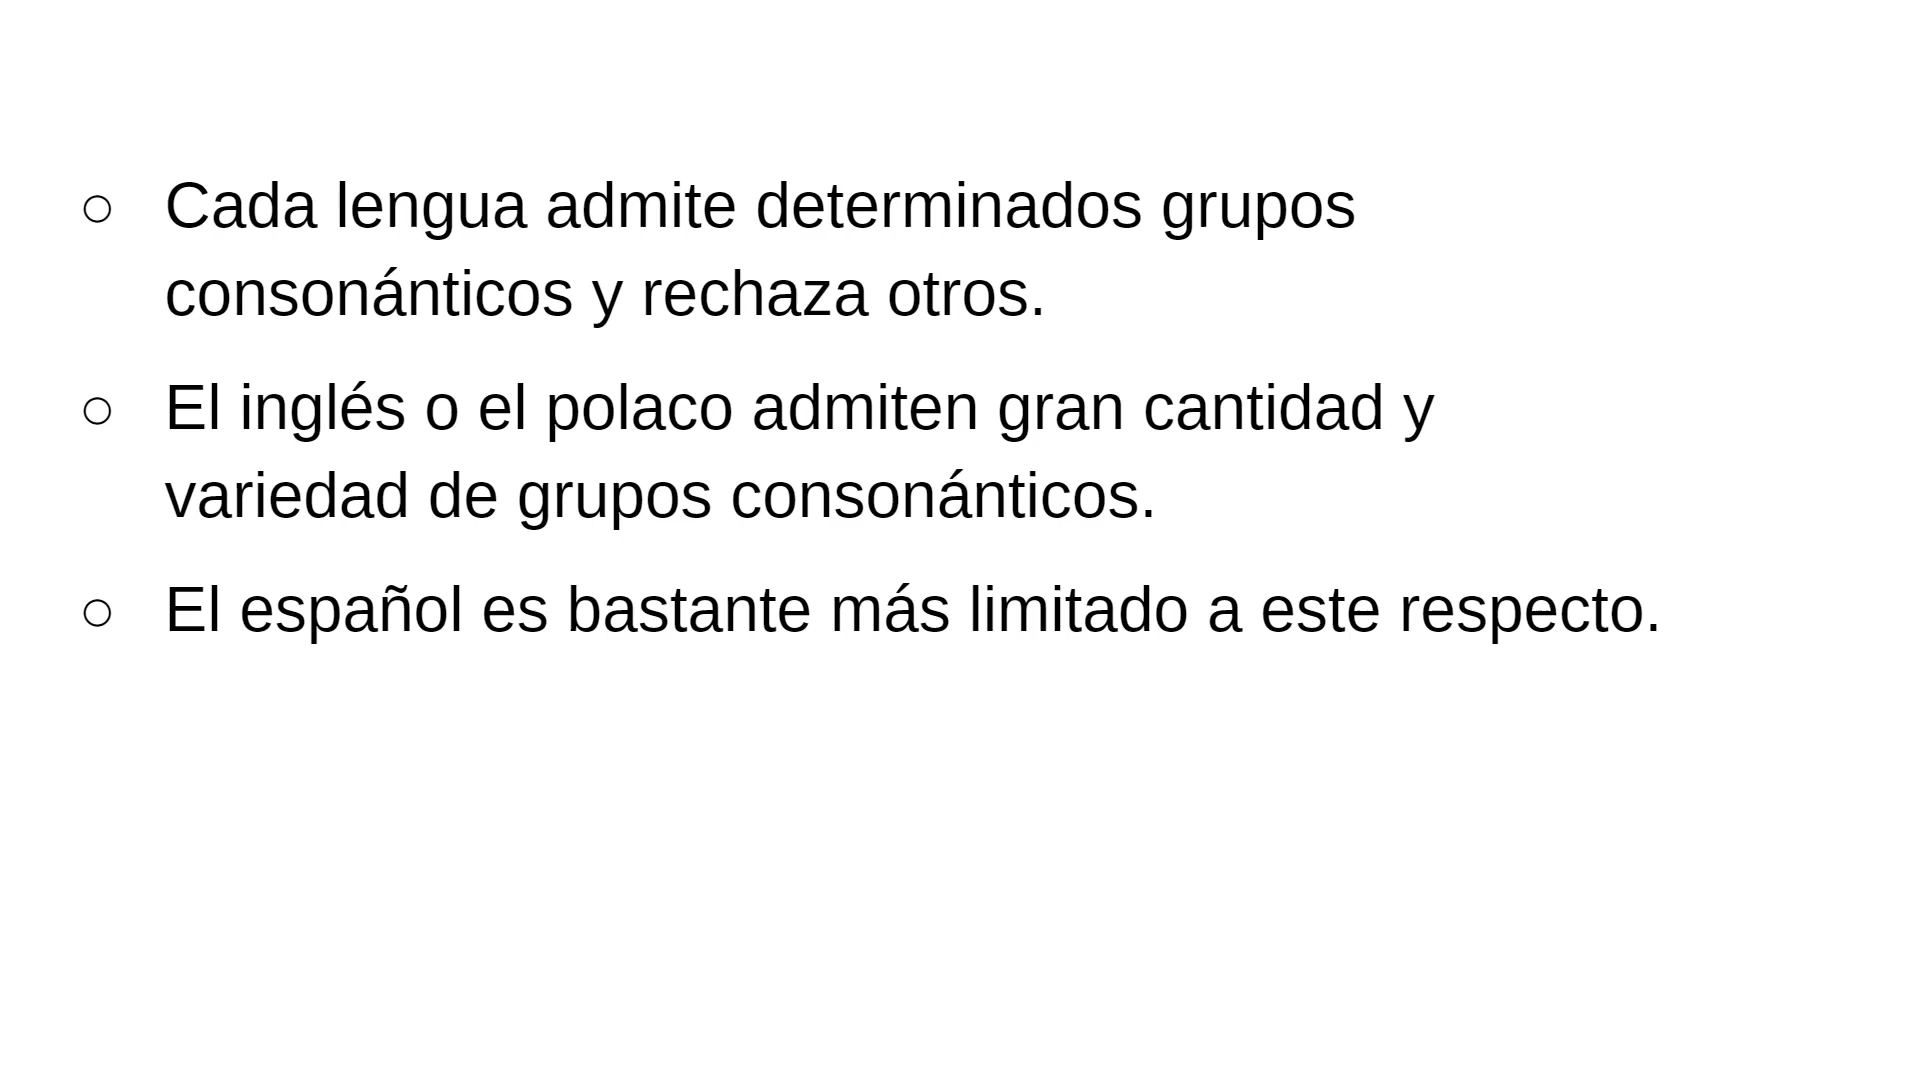 ○ Cada lengua admite determinados grupos
consonánticos y rechaza otros.
○ El inglés o el polaco admiten gran cantidad y
variedad de grupos consonánticos.
○ El español es bastante más limitado a este respecto.